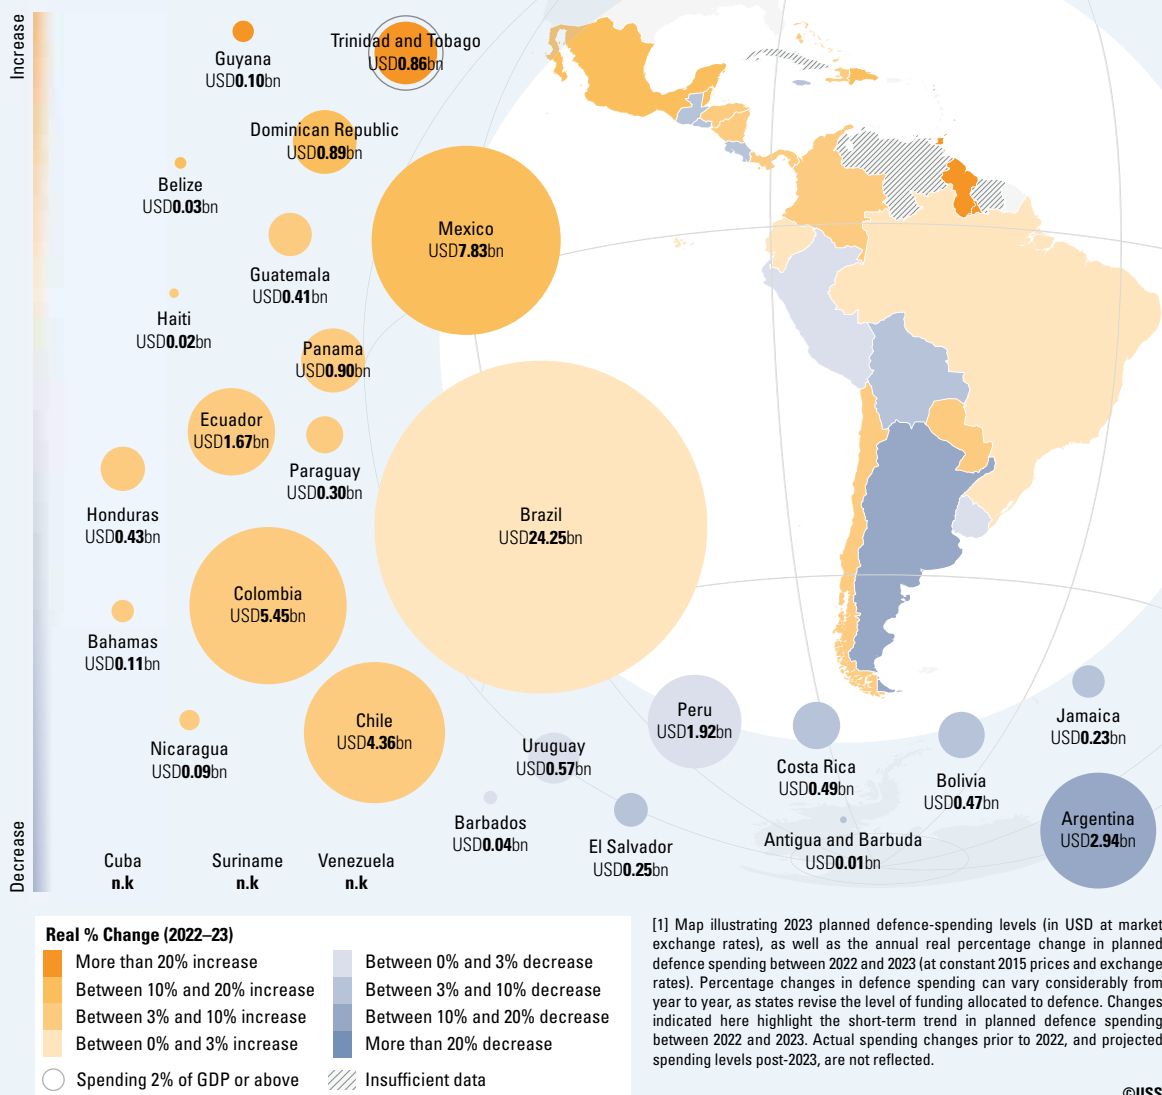 Increase
Guyana
USD0.10bn
Trinidad and Tobago
USD0.86bn
Dominican Republic
USD0.89bn
Belize
USD0.03bn
Mexico
USD7.83bn
Guatemala
USD0.41bn
Haiti
USD0.02bn
Panama
USD0.90bn
Ecuador
USD1.67bn
Paraguay
USD0.30bn
Honduras
USD0.43bn
Brazil
USD24.25bn
Colombia
USD5.45bn
Bahamas
USD0.11bn
Chile
USD4.36bn
Nicaragua
USD0.09bn
Uruguay
USD0.57bn
Peru
USD1.92bn
Costa Rica
USD0.49bn
Bolivia
USD0.47bn
Jamaica
USD0.23bn
Barbados
USD0.04bn
El Salvador
USD0.25bn
Antigua and Barbuda
USD0.01bn
Argentina
USD2.94bn
Decrease
Cuba
n.k
Suriname
n.k
Venezuela
n.k
Real % Change (2022–23)
More than 20% increase
Between 10% and 20% increase
Between 3% and 10% increase
Between 0% and 3% increase
Spending 2% of GDP or above
Between 0% and 3% decrease
Between 3% and 10% decrease
Between 10% and 20% decrease
More than 20% decrease
Insufficient data
[1] Map illustrating 2023 planned defence-spending levels (in USD at market
exchange rates), as well as the annual real percentage change in planned
defence spending between 2022 and 2023 (at constant 2015 prices and exchange
rates). Percentage changes in defence spending can vary considerably from
year to year, as states revise the level of funding allocated to defence. Changes
indicated here highlight the short-term trend in planned defence spending
between 2022 and 2023. Actual spending changes prior to 2022, and projected
spending levels post-2023, are not reflected.
©IISS